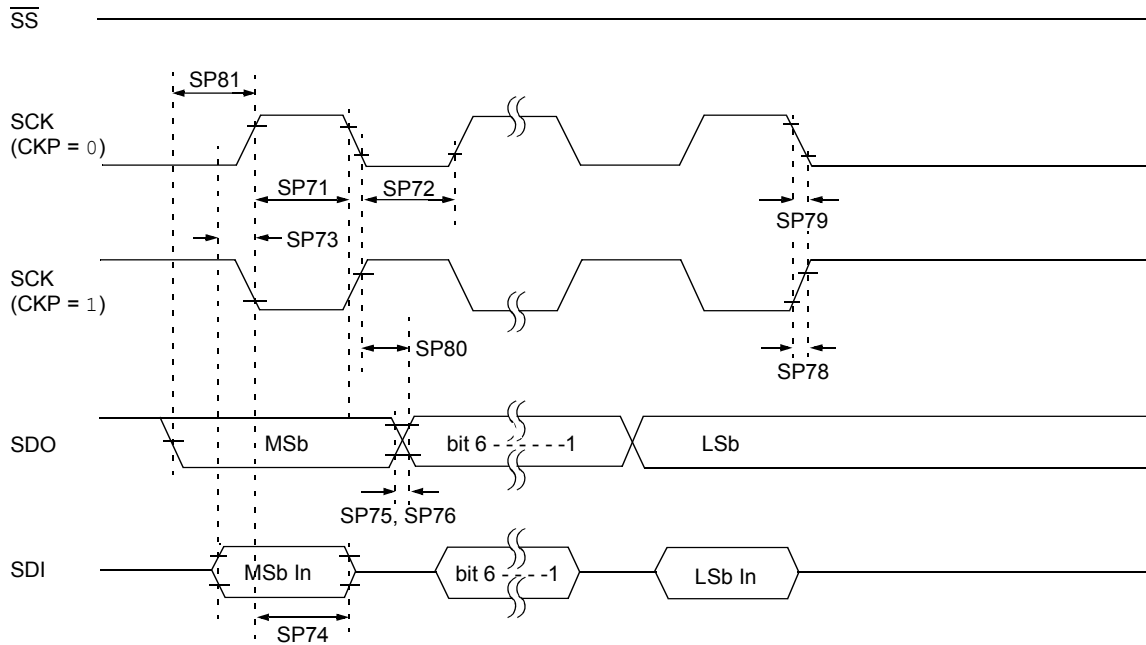 SS
SP81
SCK
(CKP = 0)
SP71
SP72
SP79
SP73
SCK
(CKP = 1)
SP80
SP78
SDO
MSb
bit 6 - - - - - -1
LSb
SP75, SP76
SDI
MSb In
bit 6 - - - -1
LSb In
SP74